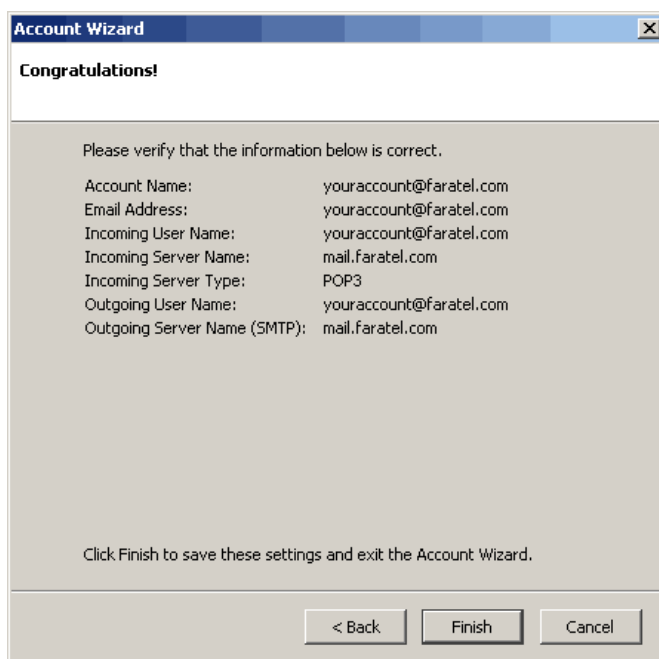 Account Wizard
Congratulations!
Please verify that the information below is correct.
Account Name: youraccount@faratel.com
Email Address: youraccount@faratel.com
Incoming User Name: youraccount@faratel.com
Incoming Server Name: mail.faratel.com
Incoming Server Type: POP3
Outgoing User Name: youraccount@faratel.com
Outgoing Server Name (SMTP): mail.faratel.com
Click Finish to save these settings and exit the Account Wizard.
< Back Finish Cancel